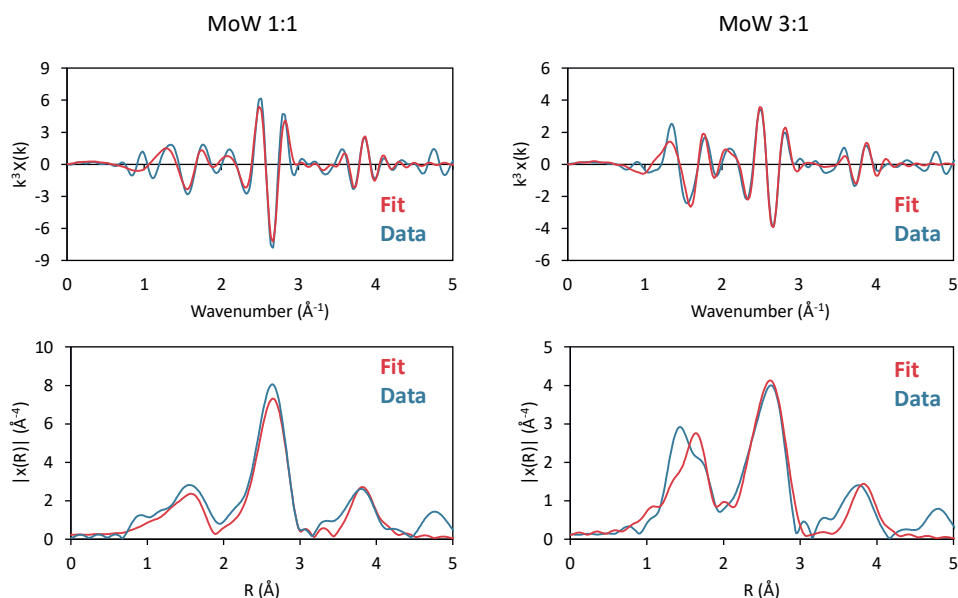 MoW 1:1
MoW 3:1
9
6
3
0
-3
-6
-9
k³ x(k)
0 1 2 3 4 5
Wavenumber (Å⁻¹)
Fit
Data
6
4
2
0
-2
-4
-6
k³ x(k)
0 1 2 3 4 5
Wavenumber (Å⁻¹)
Fit
Data
10
8
6
4
2
0
|x(R)| (Å⁻⁴)
0 1 2 3 4 5
R (Å)
Fit
Data
5
4
3
2
1
0
|x(R)| (Å⁻⁴)
0 1 2 3 4 5
R (Å)
Fit
Data